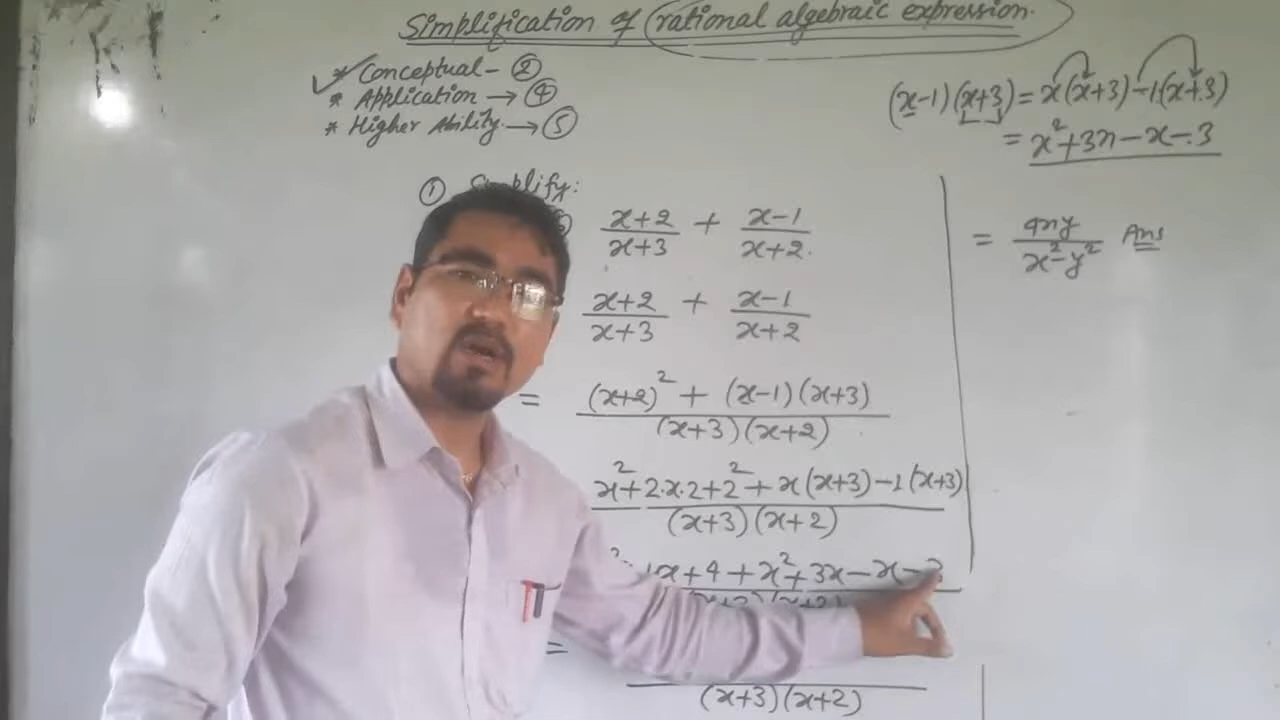 Simplification of rational algebraic expression.
* Conceptual - ②
* Application → ④
* Higher Ability. → ⑤
(x-1)(x+3) = x(x+3) -1(x+3)
= x²+3x-x-3
① Simplify:
x+2/x+3 + x-1/x+2.
x+2/x+3 + x-1/x+2
= (x+2)² + (x-1)(x+3)/(x+3)(x+2)
x²+2.x.2+2²+x(x+3)-1(x+3)/(x+3)(x+2)
x+4+x²+3x-x-3
=
(x+3)(x+2)
= 4xy/x²-y² Ans